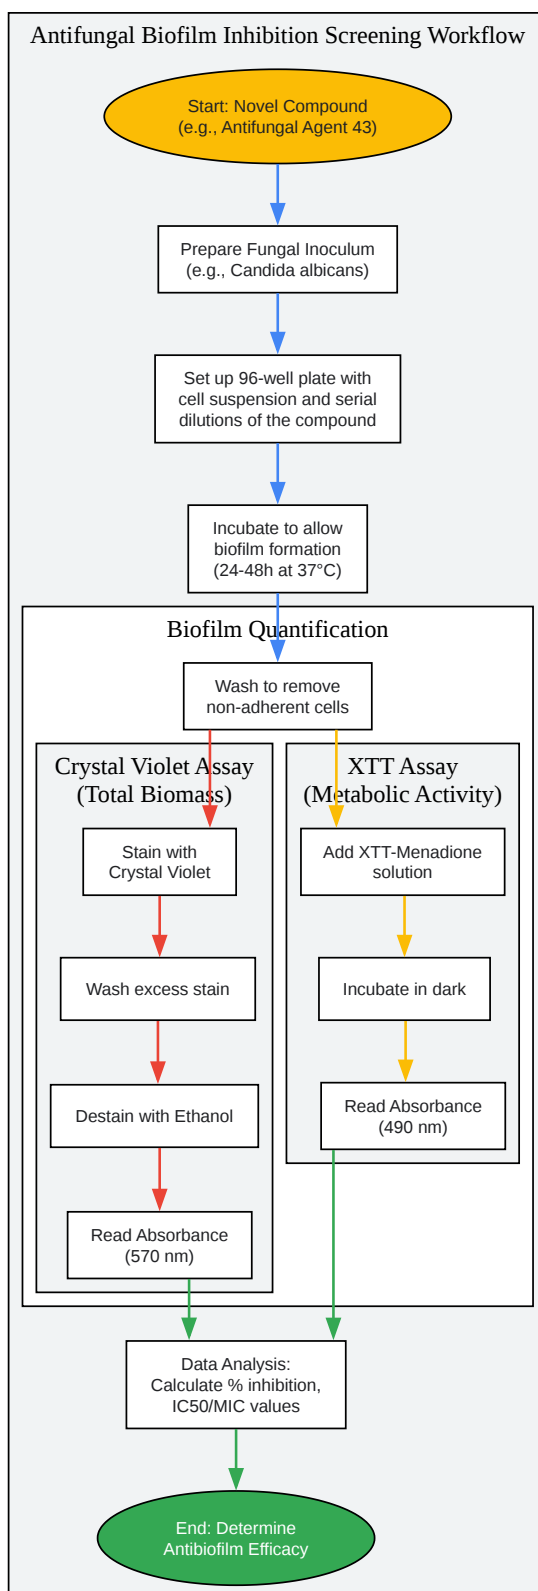 Antifungal Biofilm Inhibition Screening Workflow
Start: Novel Compound
(e.g., Antifungal Agent 43)
Prepare Fungal Inoculum
(e.g., Candida albicans)
Set up 96-well plate with
cell suspension and serial
dilutions of the compound
Incubate to allow
biofilm formation
(24-48h at 37°C)
Biofilm Quantification
Wash to remove
non-adherent cells
Crystal Violet Assay
(Total Biomass)
Stain with
Crystal Violet
Wash excess stain
Destain with Ethanol
Read Absorbance
(570 nm)
XTT Assay
(Metabolic Activity)
Add XTT-Menadione
solution
Incubate in dark
Read Absorbance
(490 nm)
Data Analysis:
Calculate % inhibition,
IC50/MIC values
End: Determine
Antibiofilm Efficacy